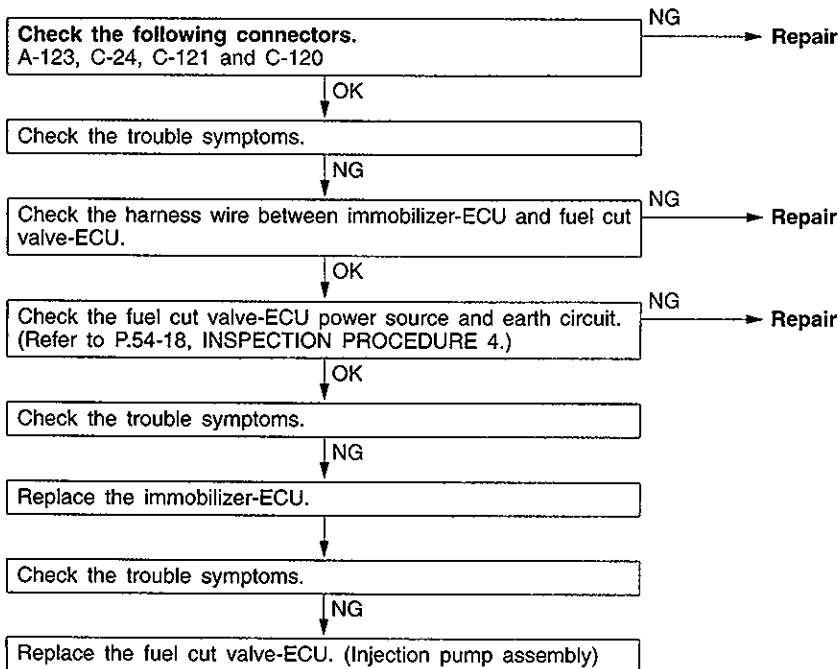 Check the following connectors.
A-123, C-24, C-121 and C-120
NG
Repair
OK
Check the trouble symptoms.
NG
Check the harness wire between immobilizer-ECU and fuel cut
valve-ECU.
NG
Repair
OK
Check the fuel cut valve-ECU power source and earth circuit.
(Refer to P.54-18, INSPECTION PROCEDURE 4.)
NG
Repair
OK
Check the trouble symptoms.
NG
Replace the immobilizer-ECU.
Check the trouble symptoms.
NG
Replace the fuel cut valve-ECU. (Injection pump assembly)